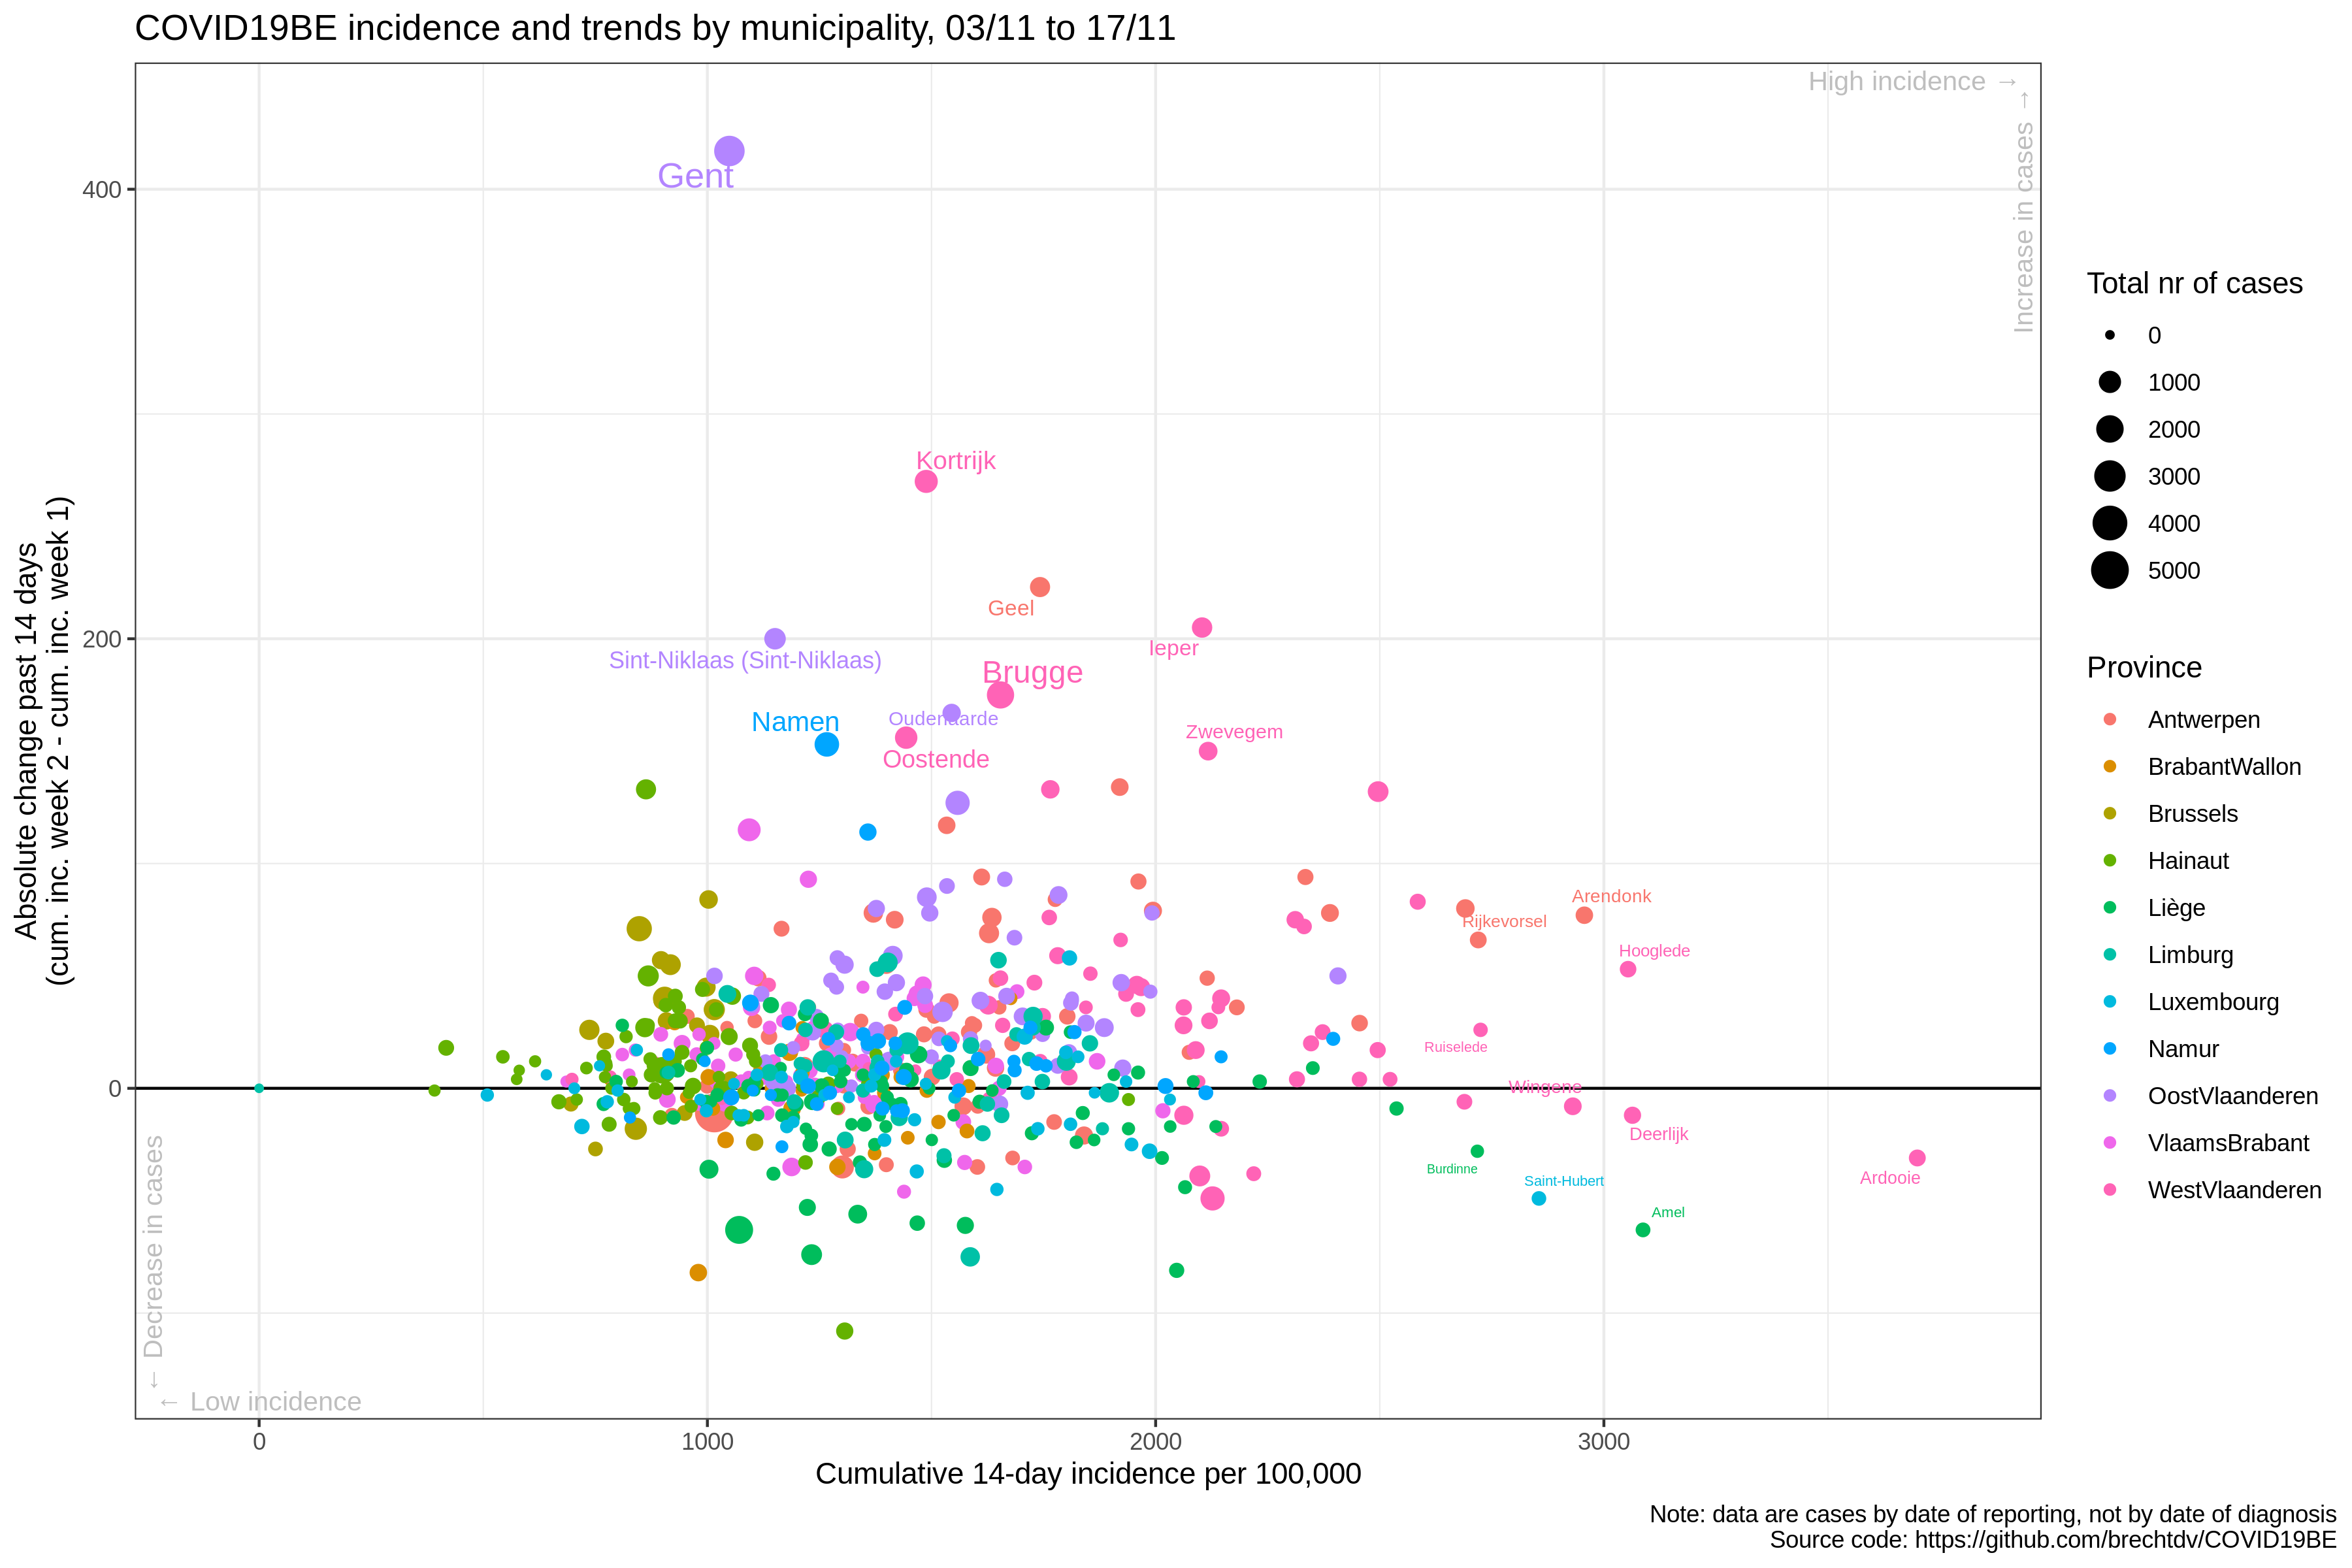 COVID19BE incidence and trends by municipality, 03/11 to 17/11
High incidence →
Increase in cases →
Gent
400
Kortrijk
Geel
Ieper
200
Sint-Niklaas (Sint-Niklaas)
Brugge
Oudenaarde
Namen
Zwevegem
Oostende
Arendonk
Rijkevorsel
Hooglede
Ruiselede
Wingene
0
Deerlijk
Burdinne
Ardooie
Saint-Hubert
Amel
← Decrease in cases
← Low incidence
0
1000
2000
3000
Absolute change past 14 days
(cum. inc. week 2 - cum. inc. week 1)
Cumulative 14-day incidence per 100,000
Total nr of cases
0
1000
2000
3000
4000
5000
Province
Antwerpen
BrabantWallon
Brussels
Hainaut
Liège
Limburg
Luxembourg
Namur
OostVlaanderen
VlaamsBrabant
WestVlaanderen
Note: data are cases by date of reporting, not by date of diagnosis
Source code: https://github.com/brechtdv/COVID19BE